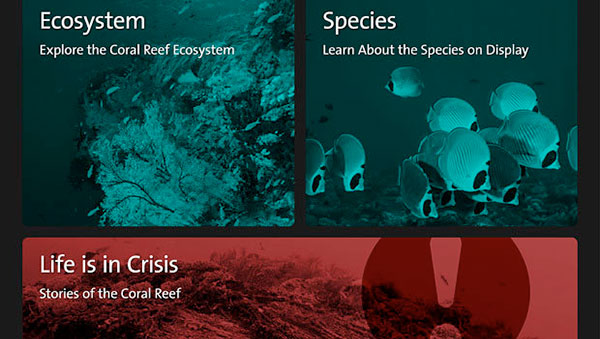 Ecosystem
Explore the Coral Reef Ecosystem
Species
Learn About the Species on Display
Life is in Crisis
Stories of the Coral Reef